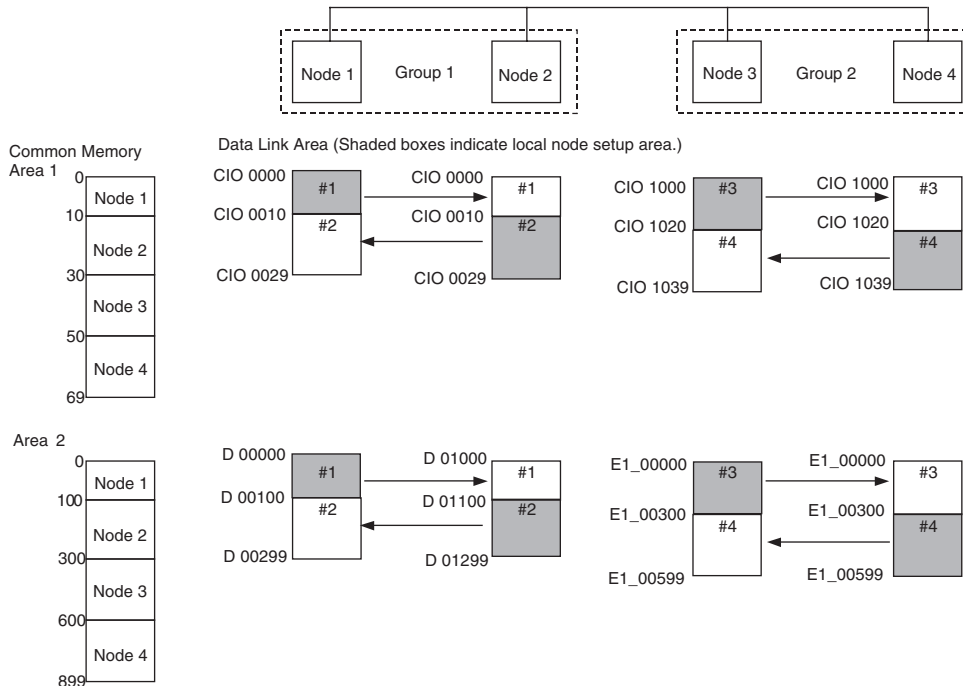 Node 1 Group 1 Node 2 Node 3 Group 2 Node 4
Common Memory
Area 1
Data Link Area (Shaded boxes indicate local node setup area.)
0
Node 1
10
Node 2
30
Node 3
50
Node 4
69
CIO 0000 #1 CIO 0000 #1 CIO 1000 #3 CIO 1000 #3
CIO 0010 #2 CIO 0010 #2 CIO 1020 #4 CIO 1020 #4
CIO 0029 CIO 0029 CIO 1039 CIO 1039
Area 2
0
Node 1
100
Node 2
300
Node 3
600
Node 4
899
D 00000 #1 D 01000 #1 E1_00000 #3 E1_00000 #3
D 00100 #2 D 01100 #2 E1_00300 #4 E1_00300 #4
D 00299 D 01299 E1_00599 E1_00599